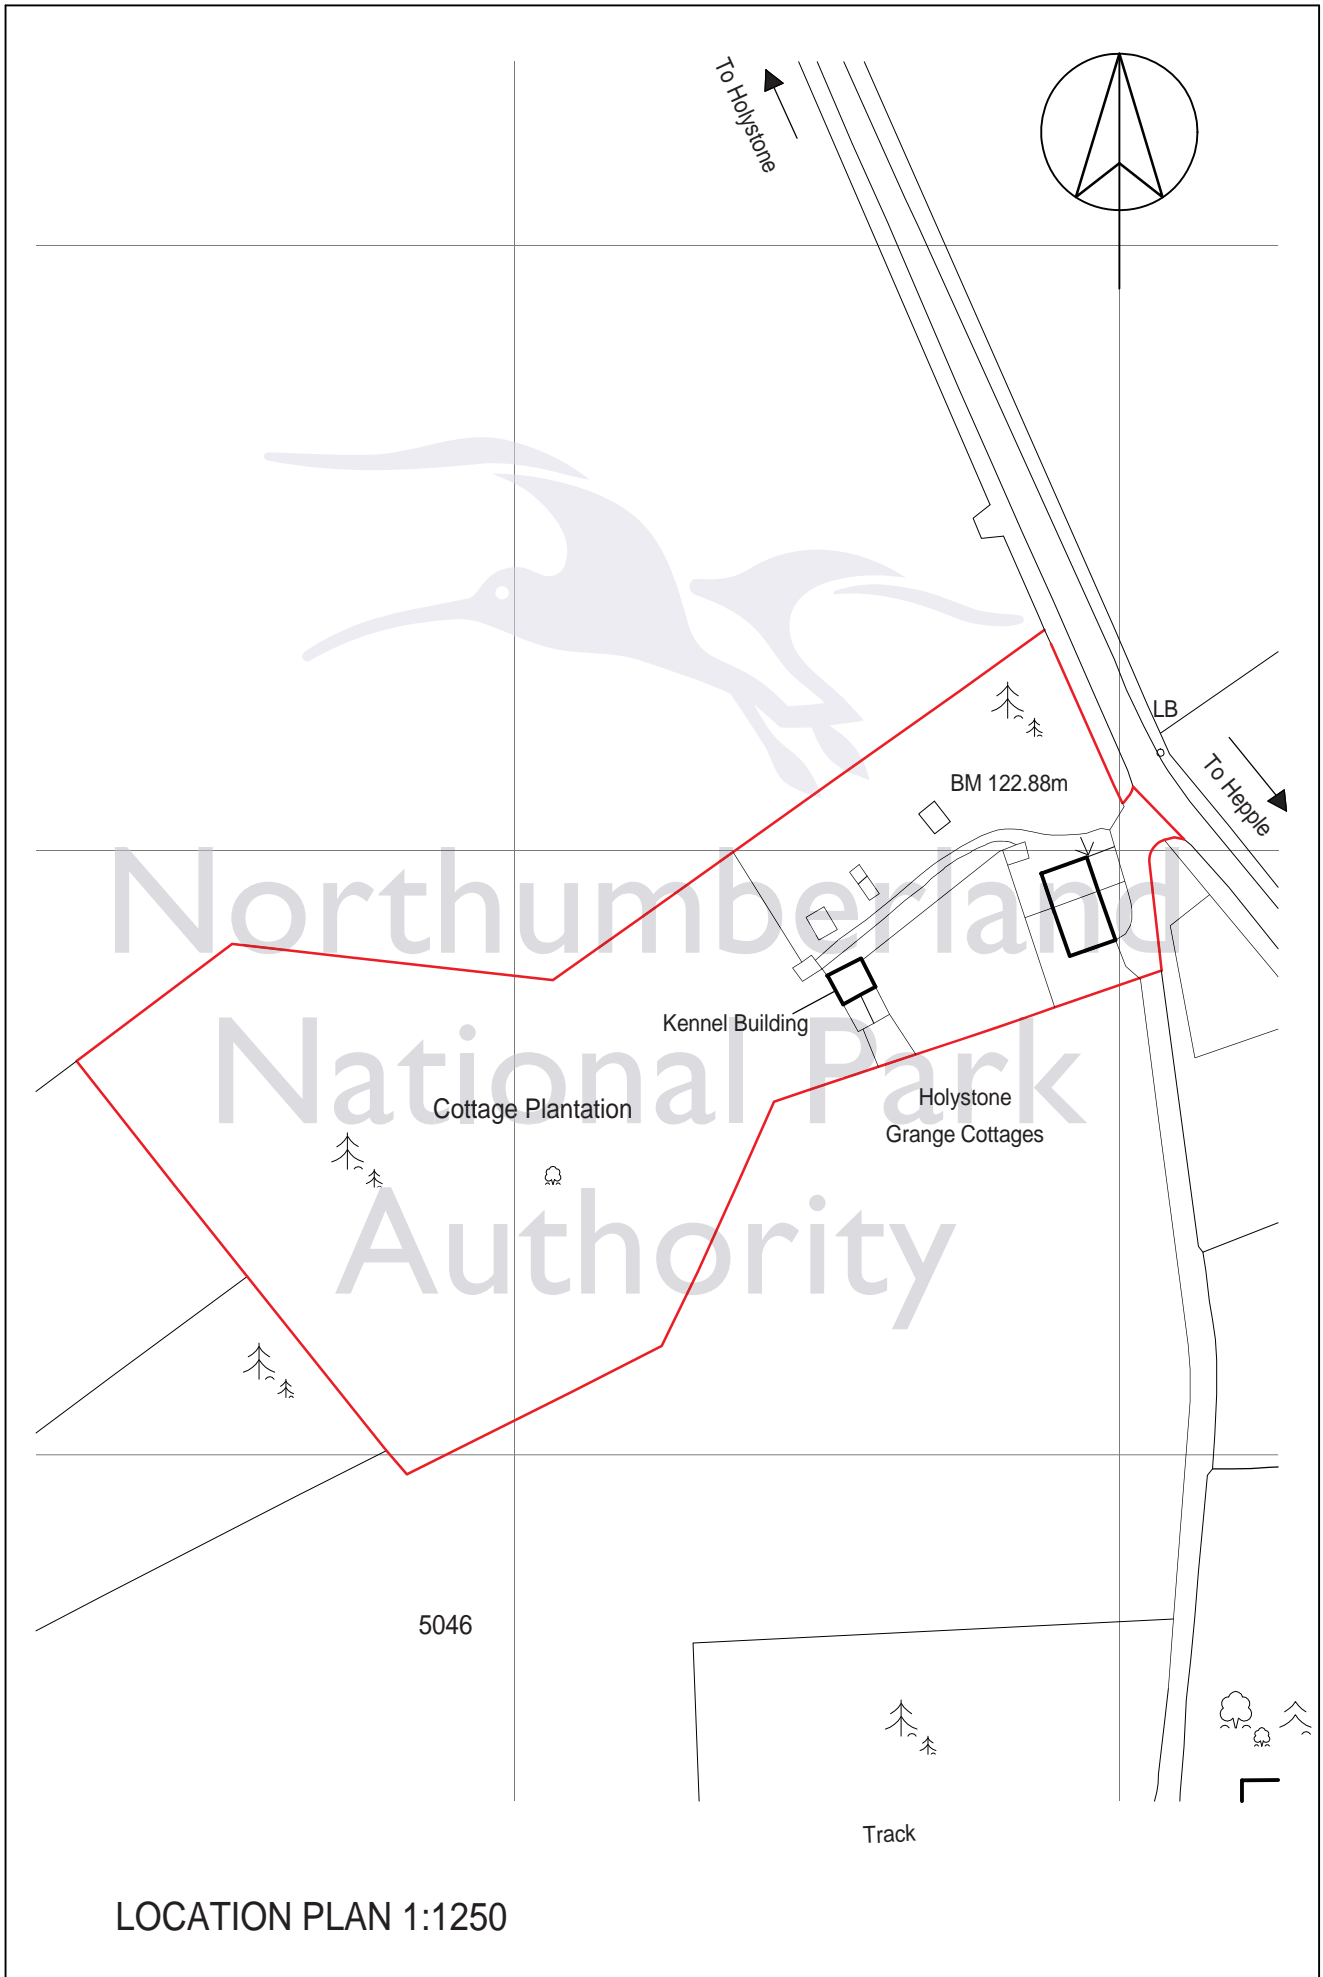 To Holystone
LB
To Hepple
BM 122.88m
Northumberland
National Park
Authority
Kennel Building
Cottage Plantation
Holystone
Grange Cottages
5046
Track
LOCATION PLAN 1:1250